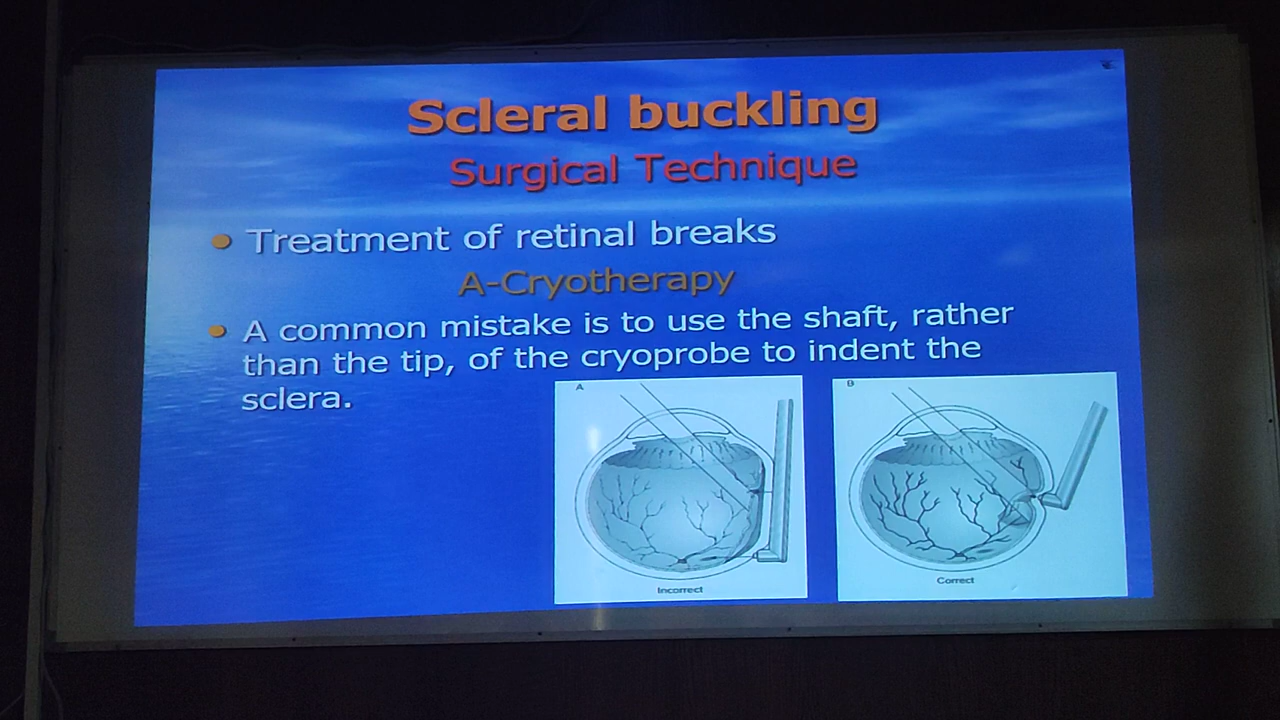 Scleral buckling
Surgical Technique
• Treatment of retinal breaks
A-Cryotherapy
• A common mistake is to use the shaft, rather
than the tip, of the cryoprobe to indent the
sclera.
A
Incorrect
B
Correct